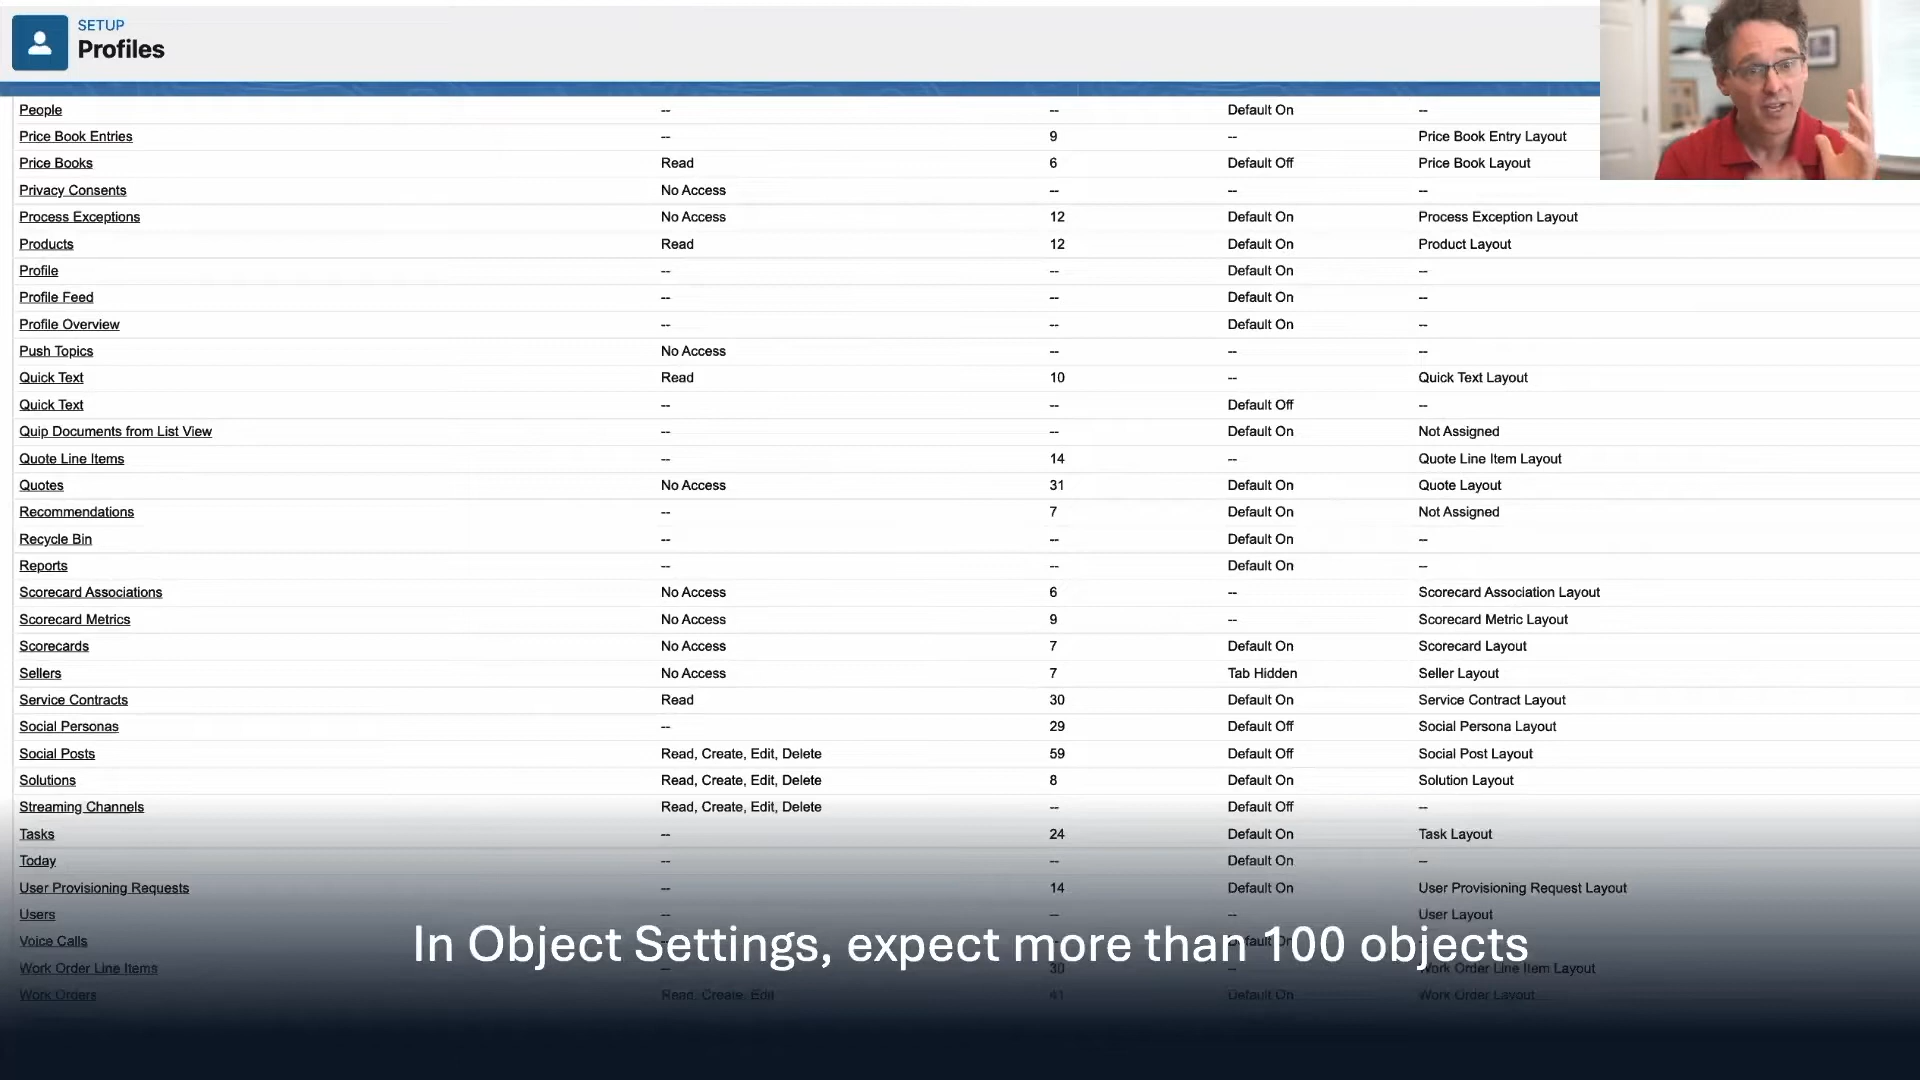 SETUP
Profiles
People -- -- Default On --
Price Book Entries -- 9 -- Price Book Entry Layout
Price Books Read 6 Default Off Price Book Layout
Privacy Consents No Access -- -- --
Process Exceptions No Access 12 Default On Process Exception Layout
Products Read 12 Default On Product Layout
Profile -- -- Default On --
Profile Feed -- -- Default On --
Profile Overview -- -- Default On --
Push Topics No Access -- -- --
Quick Text Read 10 -- Quick Text Layout
Quick Text -- -- Default Off --
Quip Documents from List View -- -- Default On Not Assigned
Quote Line Items -- 14 -- Quote Line Item Layout
Quotes No Access 31 Default On Quote Layout
Recommendations -- 7 Default On Not Assigned
Recycle Bin -- -- Default On --
Reports -- -- Default On --
Scorecard Associations No Access 6 -- Scorecard Association Layout
Scorecard Metrics No Access 9 -- Scorecard Metric Layout
Scorecards No Access 7 Default On Scorecard Layout
Sellers No Access 7 Tab Hidden Seller Layout
Service Contracts Read 30 Default On Service Contract Layout
Social Personas -- 29 Default Off Social Persona Layout
Social Posts Read, Create, Edit, Delete 59 Default Off Social Post Layout
Solutions Read, Create, Edit, Delete 8 Default On Solution Layout
Streaming Channels Read, Create, Edit, Delete -- Default Off --
Tasks -- 24 Default On Task Layout
Today -- -- Default On --
User Provisioning Requests -- 14 Default On User Provisioning Request Layout
Users -- -- -- User Layout
Voice Calls
In Object Settings, expect more than 100 objects
Work Order Line Items -- 30 -- Work Order Line Item Layout
Work Orders Read, Create, Edit 41 Default On Work Order Layout